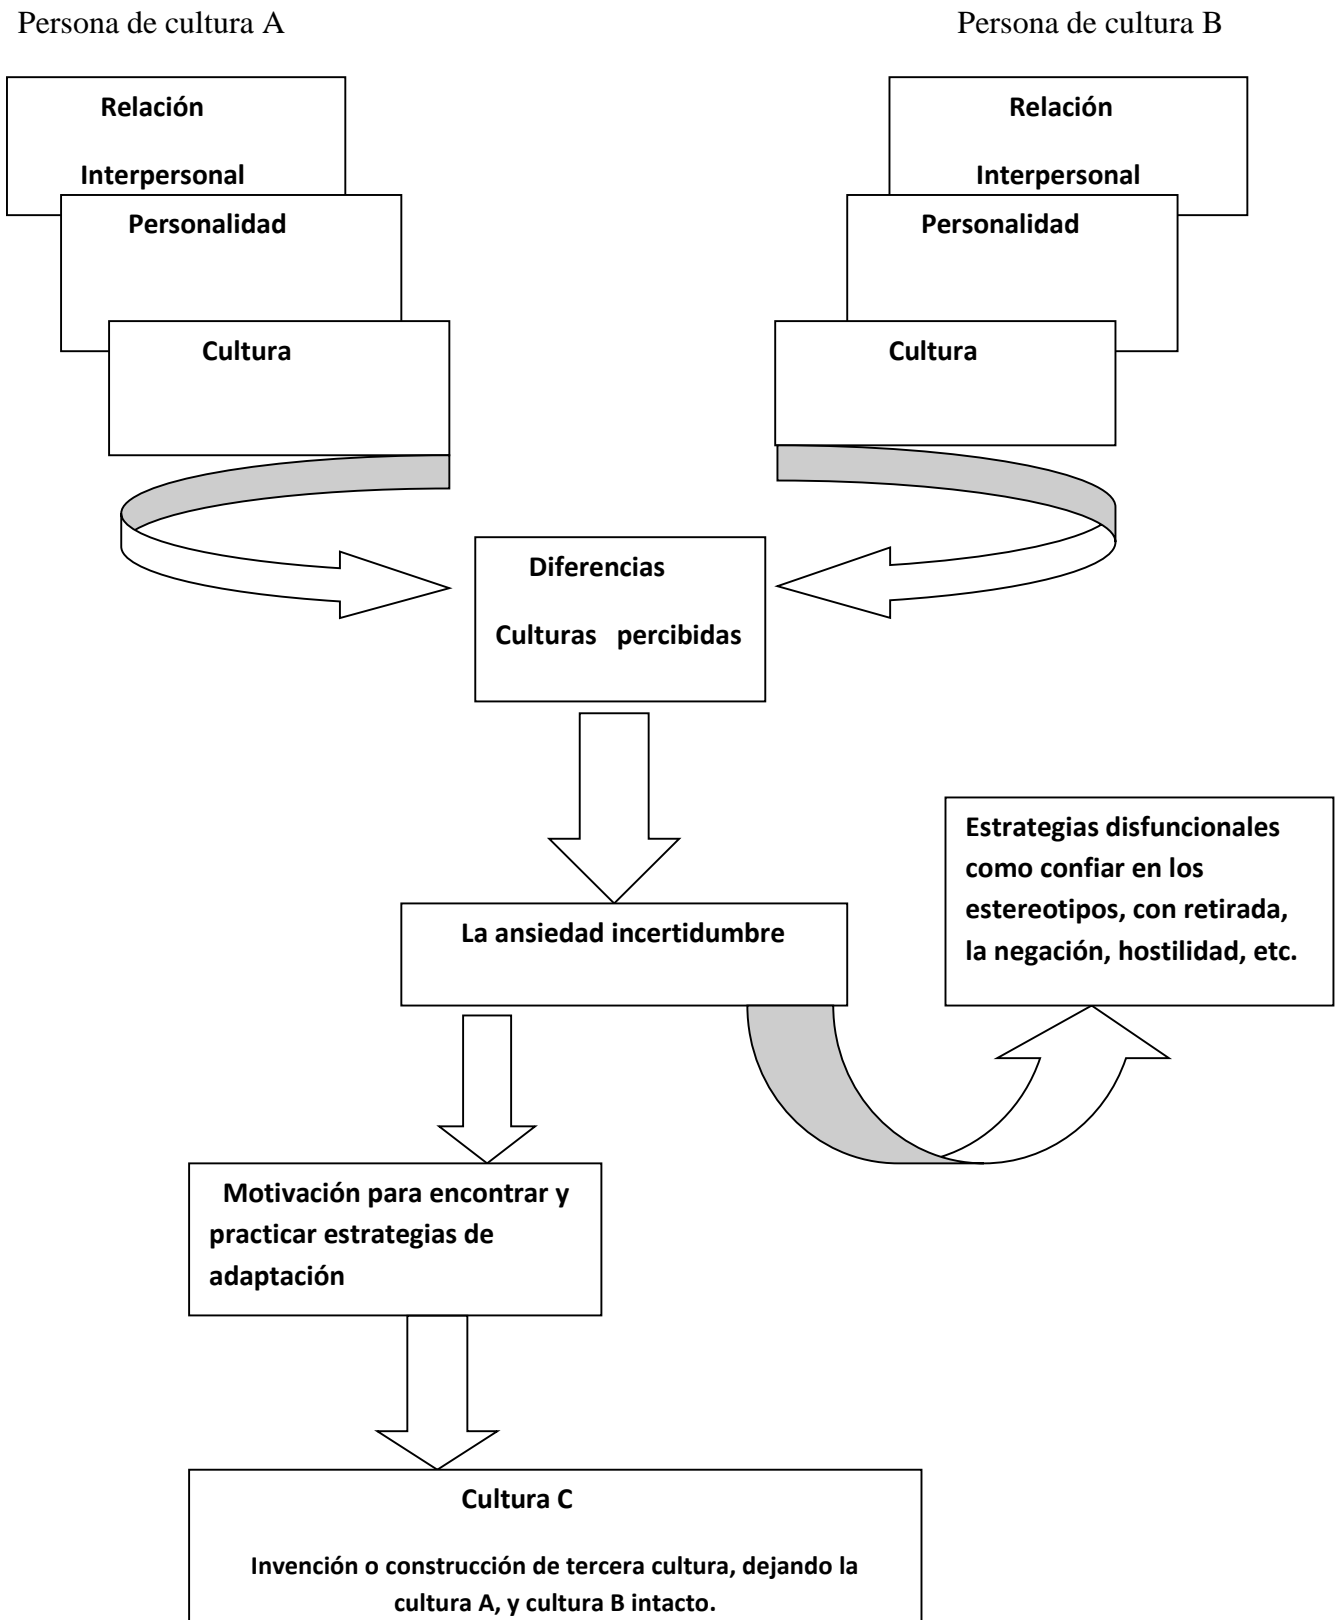 Persona de cultura A
Persona de cultura B
Relación
Interpersonal
Personalidad
Cultura
Relación
Interpersonal
Personalidad
Cultura
Diferencias
Culturas percibidas
La ansiedad incertidumbre
Estrategias disfuncionales
como confiar en los
estereotipos, con retirada,
la negación, hostilidad, etc.
Motivación para encontrar y
practicar estrategias de
adaptación
Cultura C
Invención o construcción de tercera cultura, dejando la
cultura A, y cultura B intacto.